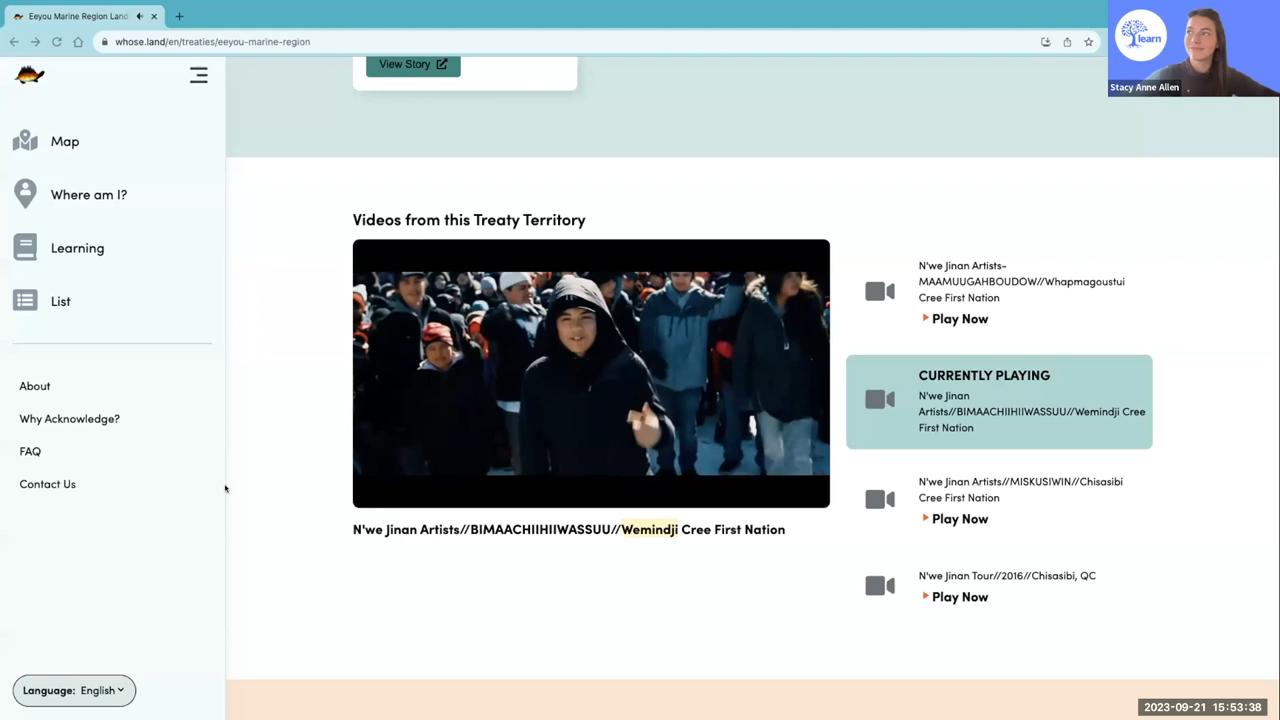 Eeyou Marine Region Land
whose.land/en/treaties/eeyou-marine-region
learn
Stacy Anne Allen
View Story
Map
Where am I?
Learning
List
About
Why Acknowledge?
FAQ
Contact Us
Language: English
Videos from this Treaty Territory
N'we Jinan Artists//BIMAACHIIHIIWASSUU//Wemindji Cree First Nation
N'we Jinan Artists-
MAAMUUGAHBOUDOW//Whapmagoustui
Cree First Nation
Play Now
CURRENTLY PLAYING
N'we Jinan
Artists//BIMAACHIIHIIWASSUU//Wemindji Cree
First Nation
N'we Jinan Artists//MISKUSIWIN//Chisasibi
Cree First Nation
Play Now
N'we Jinan Tour//2016//Chisasibi, QC
Play Now
2023-09-21 15:53:38